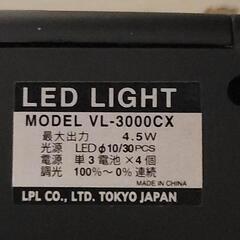 LED LIGHT
MODEL VL-3000CX
最大出力 4.5W
光源 LED φ10/30PCS
電源 単3電池×4個
調光 100%〜0%連続
MADE IN CHINA
LPL CO., LTD. TOKYO JAPAN